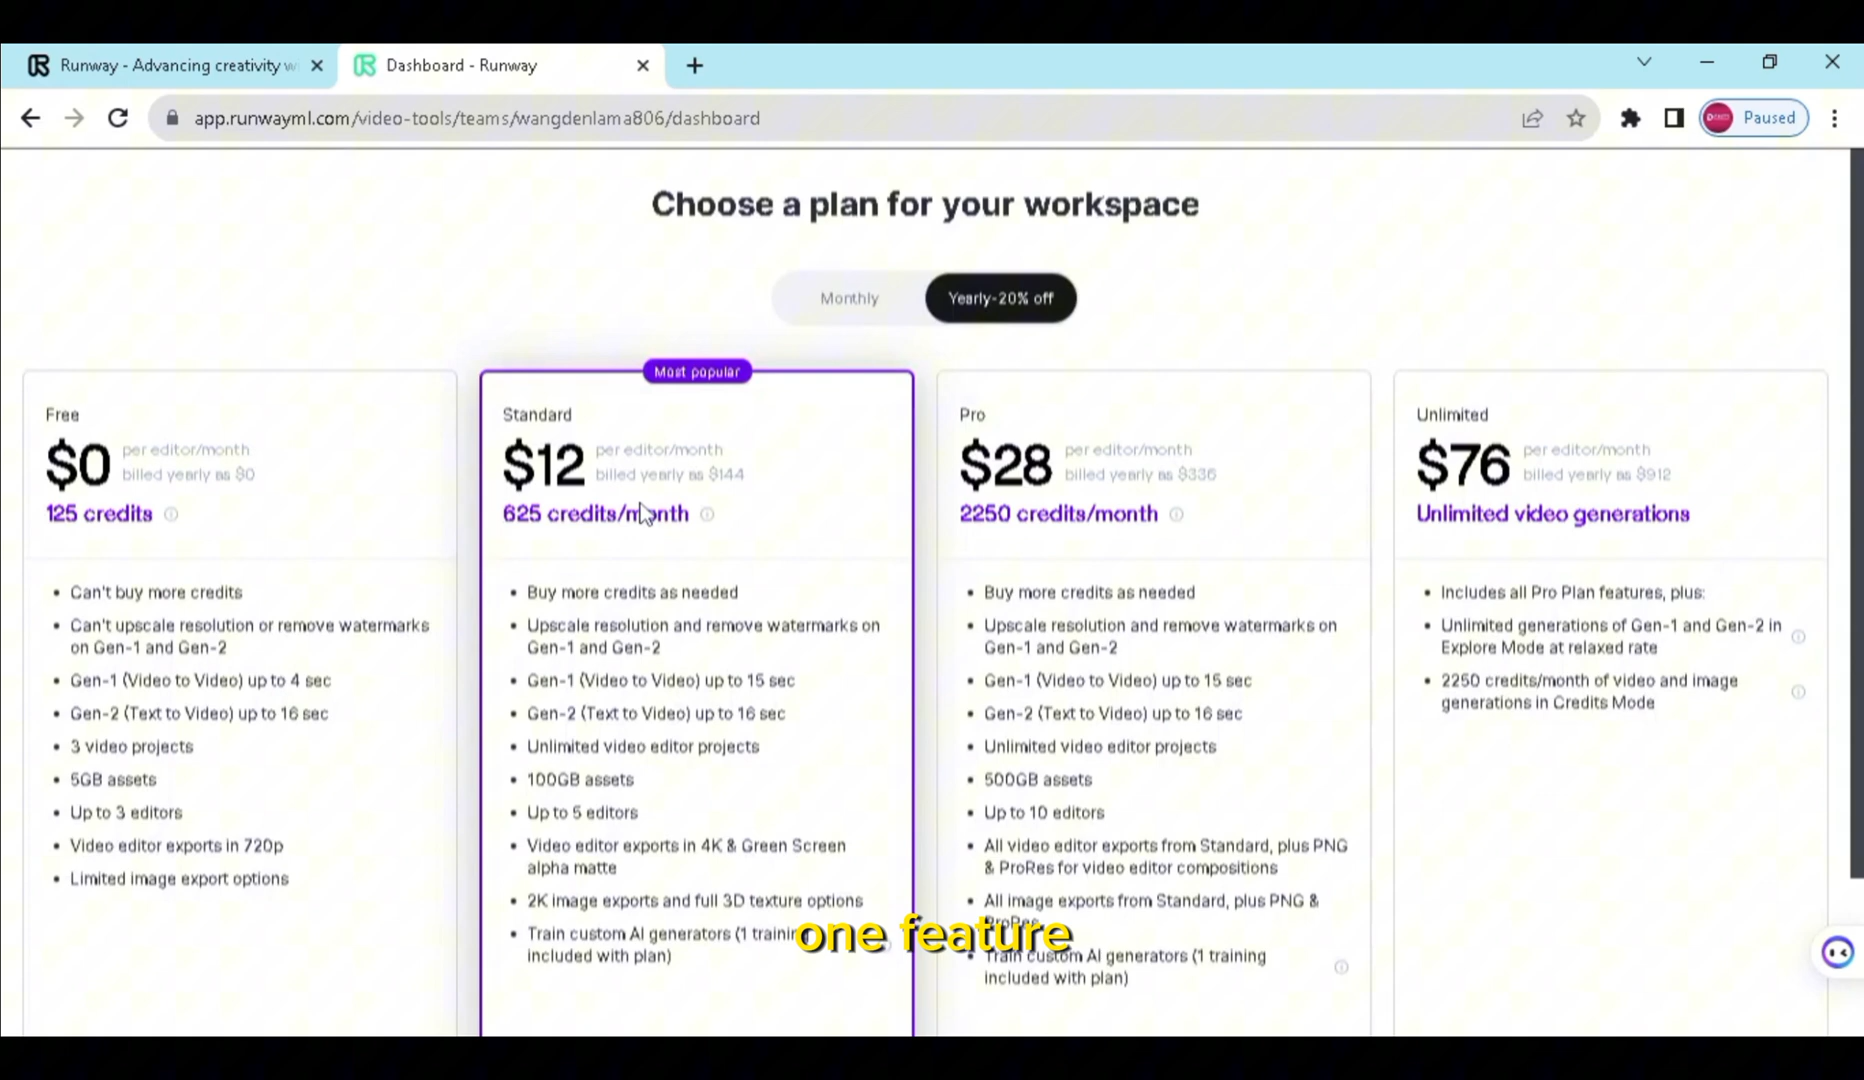 Runway - Advancing creativity w
Dashboard - Runway
app.runwayml.com/video-tools/teams/wangdenlama806/dashboard
Paused
Choose a plan for your workspace
Monthly
Yearly-20% off
Free
$0 per editor/month
billed yearly as $0
125 credits
Can't buy more credits
Can't upscale resolution or remove watermarks
on Gen-1 and Gen-2
Gen-1 (Video to Video) up to 4 sec
Gen-2 (Text to Video) up to 16 sec
3 video projects
5GB assets
Up to 3 editors
Video editor exports in 720p
Limited image export options
Most popular
Standard
$12 per editor/month
billed yearly as $144
625 credits/month
Buy more credits as needed
Upscale resolution and remove watermarks on
Gen-1 and Gen-2
Gen-1 (Video to Video) up to 15 sec
Gen-2 (Text to Video) up to 16 sec
Unlimited video editor projects
100GB assets
Up to 5 editors
Video editor exports in 4K & Green Screen
alpha matte
2K image exports and full 3D texture options
Train custom AI generators (1 training
included with plan)
Pro
$28 per editor/month
billed yearly as $336
2250 credits/month
Buy more credits as needed
Upscale resolution and remove watermarks on
Gen-1 and Gen-2
Gen-1 (Video to Video) up to 15 sec
Gen-2 (Text to Video) up to 16 sec
Unlimited video editor projects
500GB assets
Up to 10 editors
All video editor exports from Standard, plus PNG
& ProRes for video editor compositions
All image exports from Standard, plus PNG &
ProRes
Train custom AI generators (1 training
included with plan)
Unlimited
$76 per editor/month
billed yearly as $912
Unlimited video generations
Includes all Pro Plan features, plus:
Unlimited generations of Gen-1 and Gen-2 in
Explore Mode at relaxed rate
2250 credits/month of video and image
generations in Credits Mode
one feature